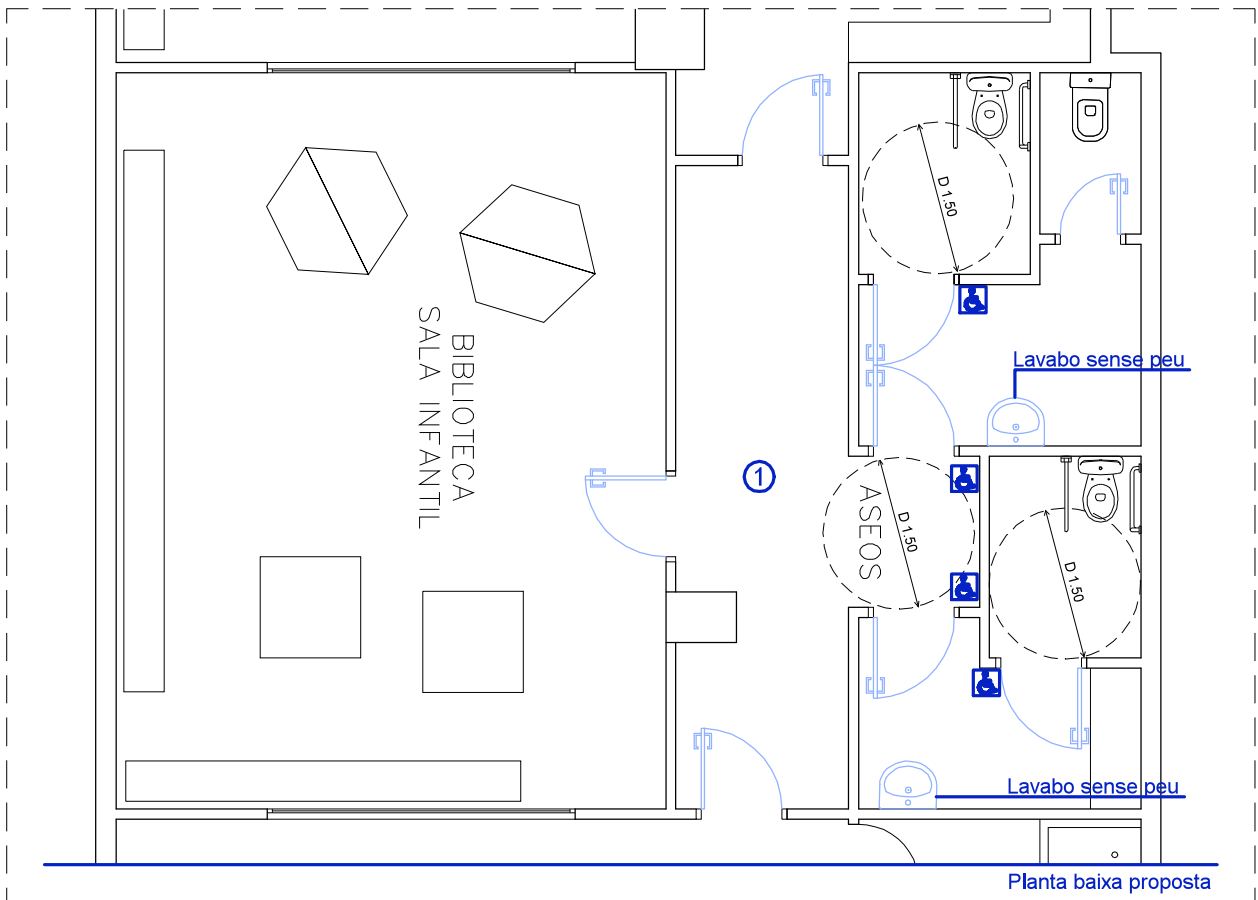 D 1.50
Lavabo sense peu
BIBLIOTECA
SALA INFANTIL
1
ASEOS
D 1.50
D 1.50
Lavabo sense peu
Planta baixa proposta